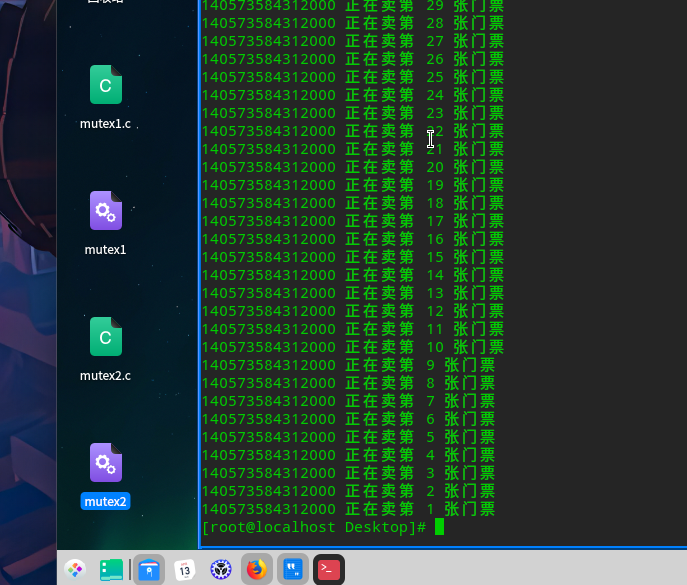 mutex1.c
mutex1
mutex2.c
mutex2
140573584312000 正在卖第 29 张门票
140573584312000 正在卖第 28 张门票
140573584312000 正在卖第 27 张门票
140573584312000 正在卖第 26 张门票
140573584312000 正在卖第 25 张门票
140573584312000 正在卖第 24 张门票
140573584312000 正在卖第 23 张门票
140573584312000 正在卖第 22 张门票
140573584312000 正在卖第 21 张门票
140573584312000 正在卖第 20 张门票
140573584312000 正在卖第 19 张门票
140573584312000 正在卖第 18 张门票
140573584312000 正在卖第 17 张门票
140573584312000 正在卖第 16 张门票
140573584312000 正在卖第 15 张门票
140573584312000 正在卖第 14 张门票
140573584312000 正在卖第 13 张门票
140573584312000 正在卖第 12 张门票
140573584312000 正在卖第 11 张门票
140573584312000 正在卖第 10 张门票
140573584312000 正在卖第 9 张门票
140573584312000 正在卖第 8 张门票
140573584312000 正在卖第 7 张门票
140573584312000 正在卖第 6 张门票
140573584312000 正在卖第 5 张门票
140573584312000 正在卖第 4 张门票
140573584312000 正在卖第 3 张门票
140573584312000 正在卖第 2 张门票
140573584312000 正在卖第 1 张门票
[root@localhost Desktop]#
13